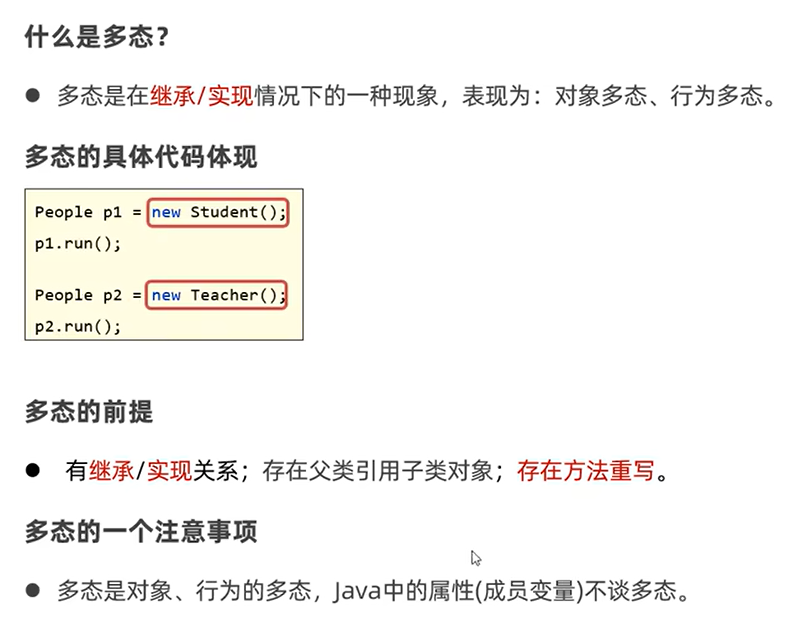 什么是多态？
● 多态是在继承/实现情况下的一种现象，表现为：对象多态、行为多态。
多态的具体代码体现
People p1 = new Student();
p1.run();
People p2 = new Teacher();
p2.run();
多态的前提
● 有继承/实现关系；存在父类引用子类对象；存在方法重写。
多态的一个注意事项
● 多态是对象、行为的多态，Java中的属性(成员变量)不谈多态。